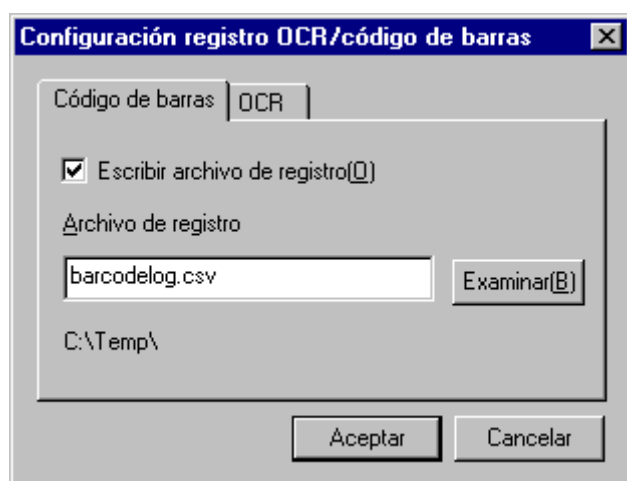 Configuración registro OCR/código de barras
Código de barras OCR
Escribir archivo de registro(O)
Archivo de registro
barcodelog.csv Examinar(B)
C:\Temp\
Aceptar Cancelar